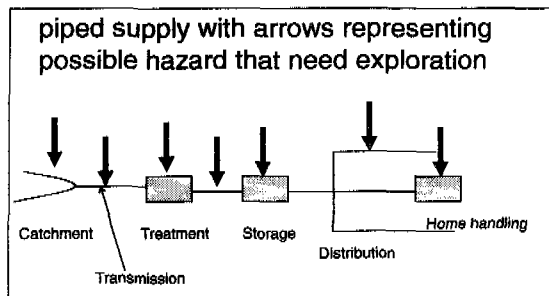 piped supply with arrows representing
possible hazard that need exploration
Catchment
Treatment
Storage
Home handling
Distribution
Transmission